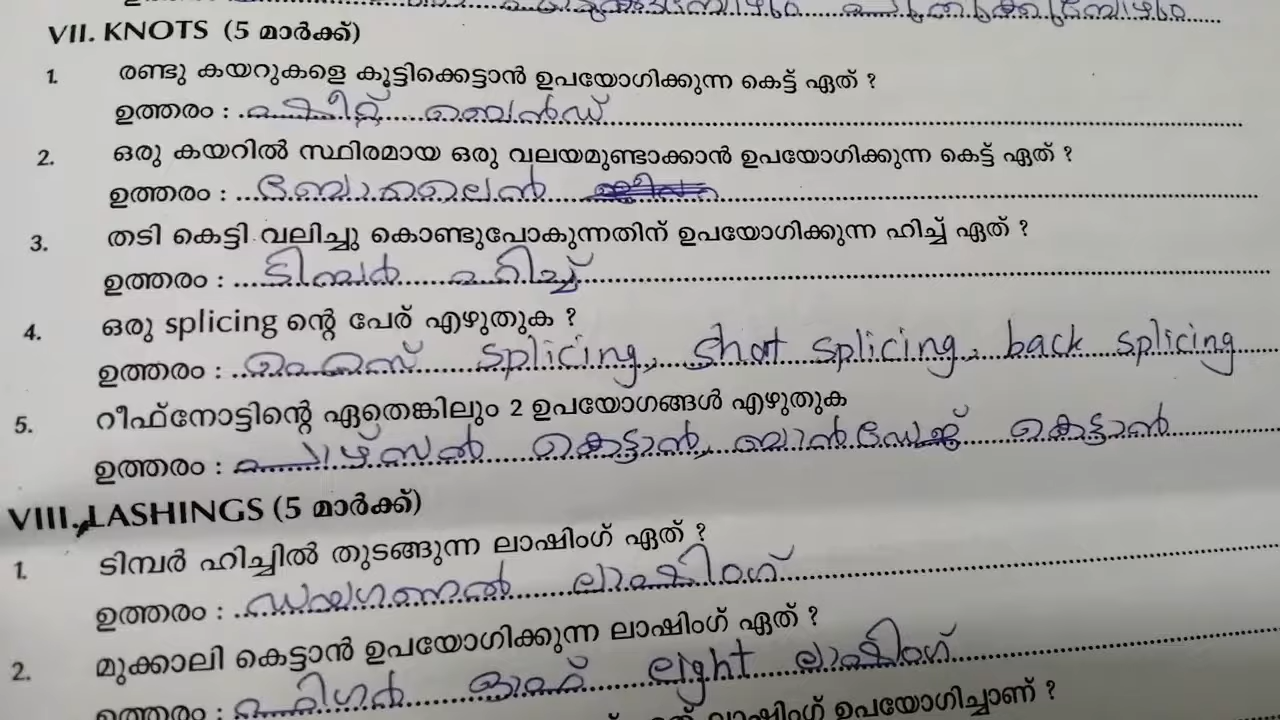 VII. KNOTS (5 മാർക്ക്)
1. രണ്ടു കയറുകളെ കൂട്ടിക്കെട്ടാൻ ഉപയോഗിക്കുന്ന കെട്ട് ഏത് ?
ഉത്തരം : ഷീറ്റ് ബെൻഡ്
2. ഒരു കയറിൽ സ്ഥിരമായ ഒരു വലയമുണ്ടാക്കാൻ ഉപയോഗിക്കുന്ന കെട്ട് ഏത് ?
ഉത്തരം : ബോലൈൻ
3. തടി കെട്ടി വലിച്ചു കൊണ്ടുപോകുന്നതിന് ഉപയോഗിക്കുന്ന ഹിച്ച് ഏത് ?
ഉത്തരം : ടിമ്പർ ഹിച്ച്
4. ഒരു splicing ന്റെ പേര് എഴുതുക ?
ഉത്തരം : ഐസ് splicing, short splicing, back splicing
5. റീഫ്നോട്ടിന്റെ ഏതെങ്കിലും 2 ഉപയോഗങ്ങൾ എഴുതുക
ഉത്തരം : പാഴ്സൽ കെട്ടാൻ, ബാൻഡേജ് കെട്ടാൻ
VIII. LASHINGS (5 മാർക്ക്)
1. ടിമ്പർ ഹിച്ചിൽ തുടങ്ങുന്ന ലാഷിംഗ് ഏത് ?
ഉത്തരം : ഡയഗണൽ ലാഷിംഗ്
2. മുക്കാലി കെട്ടാൻ ഉപയോഗിക്കുന്ന ലാഷിംഗ് ഏത് ?
ഉത്തരം : ഫിഗർ ഓഫ് eight ലാഷിംഗ്
ലാഷിംഗ് ഉപയോഗിച്ചാണ് ?